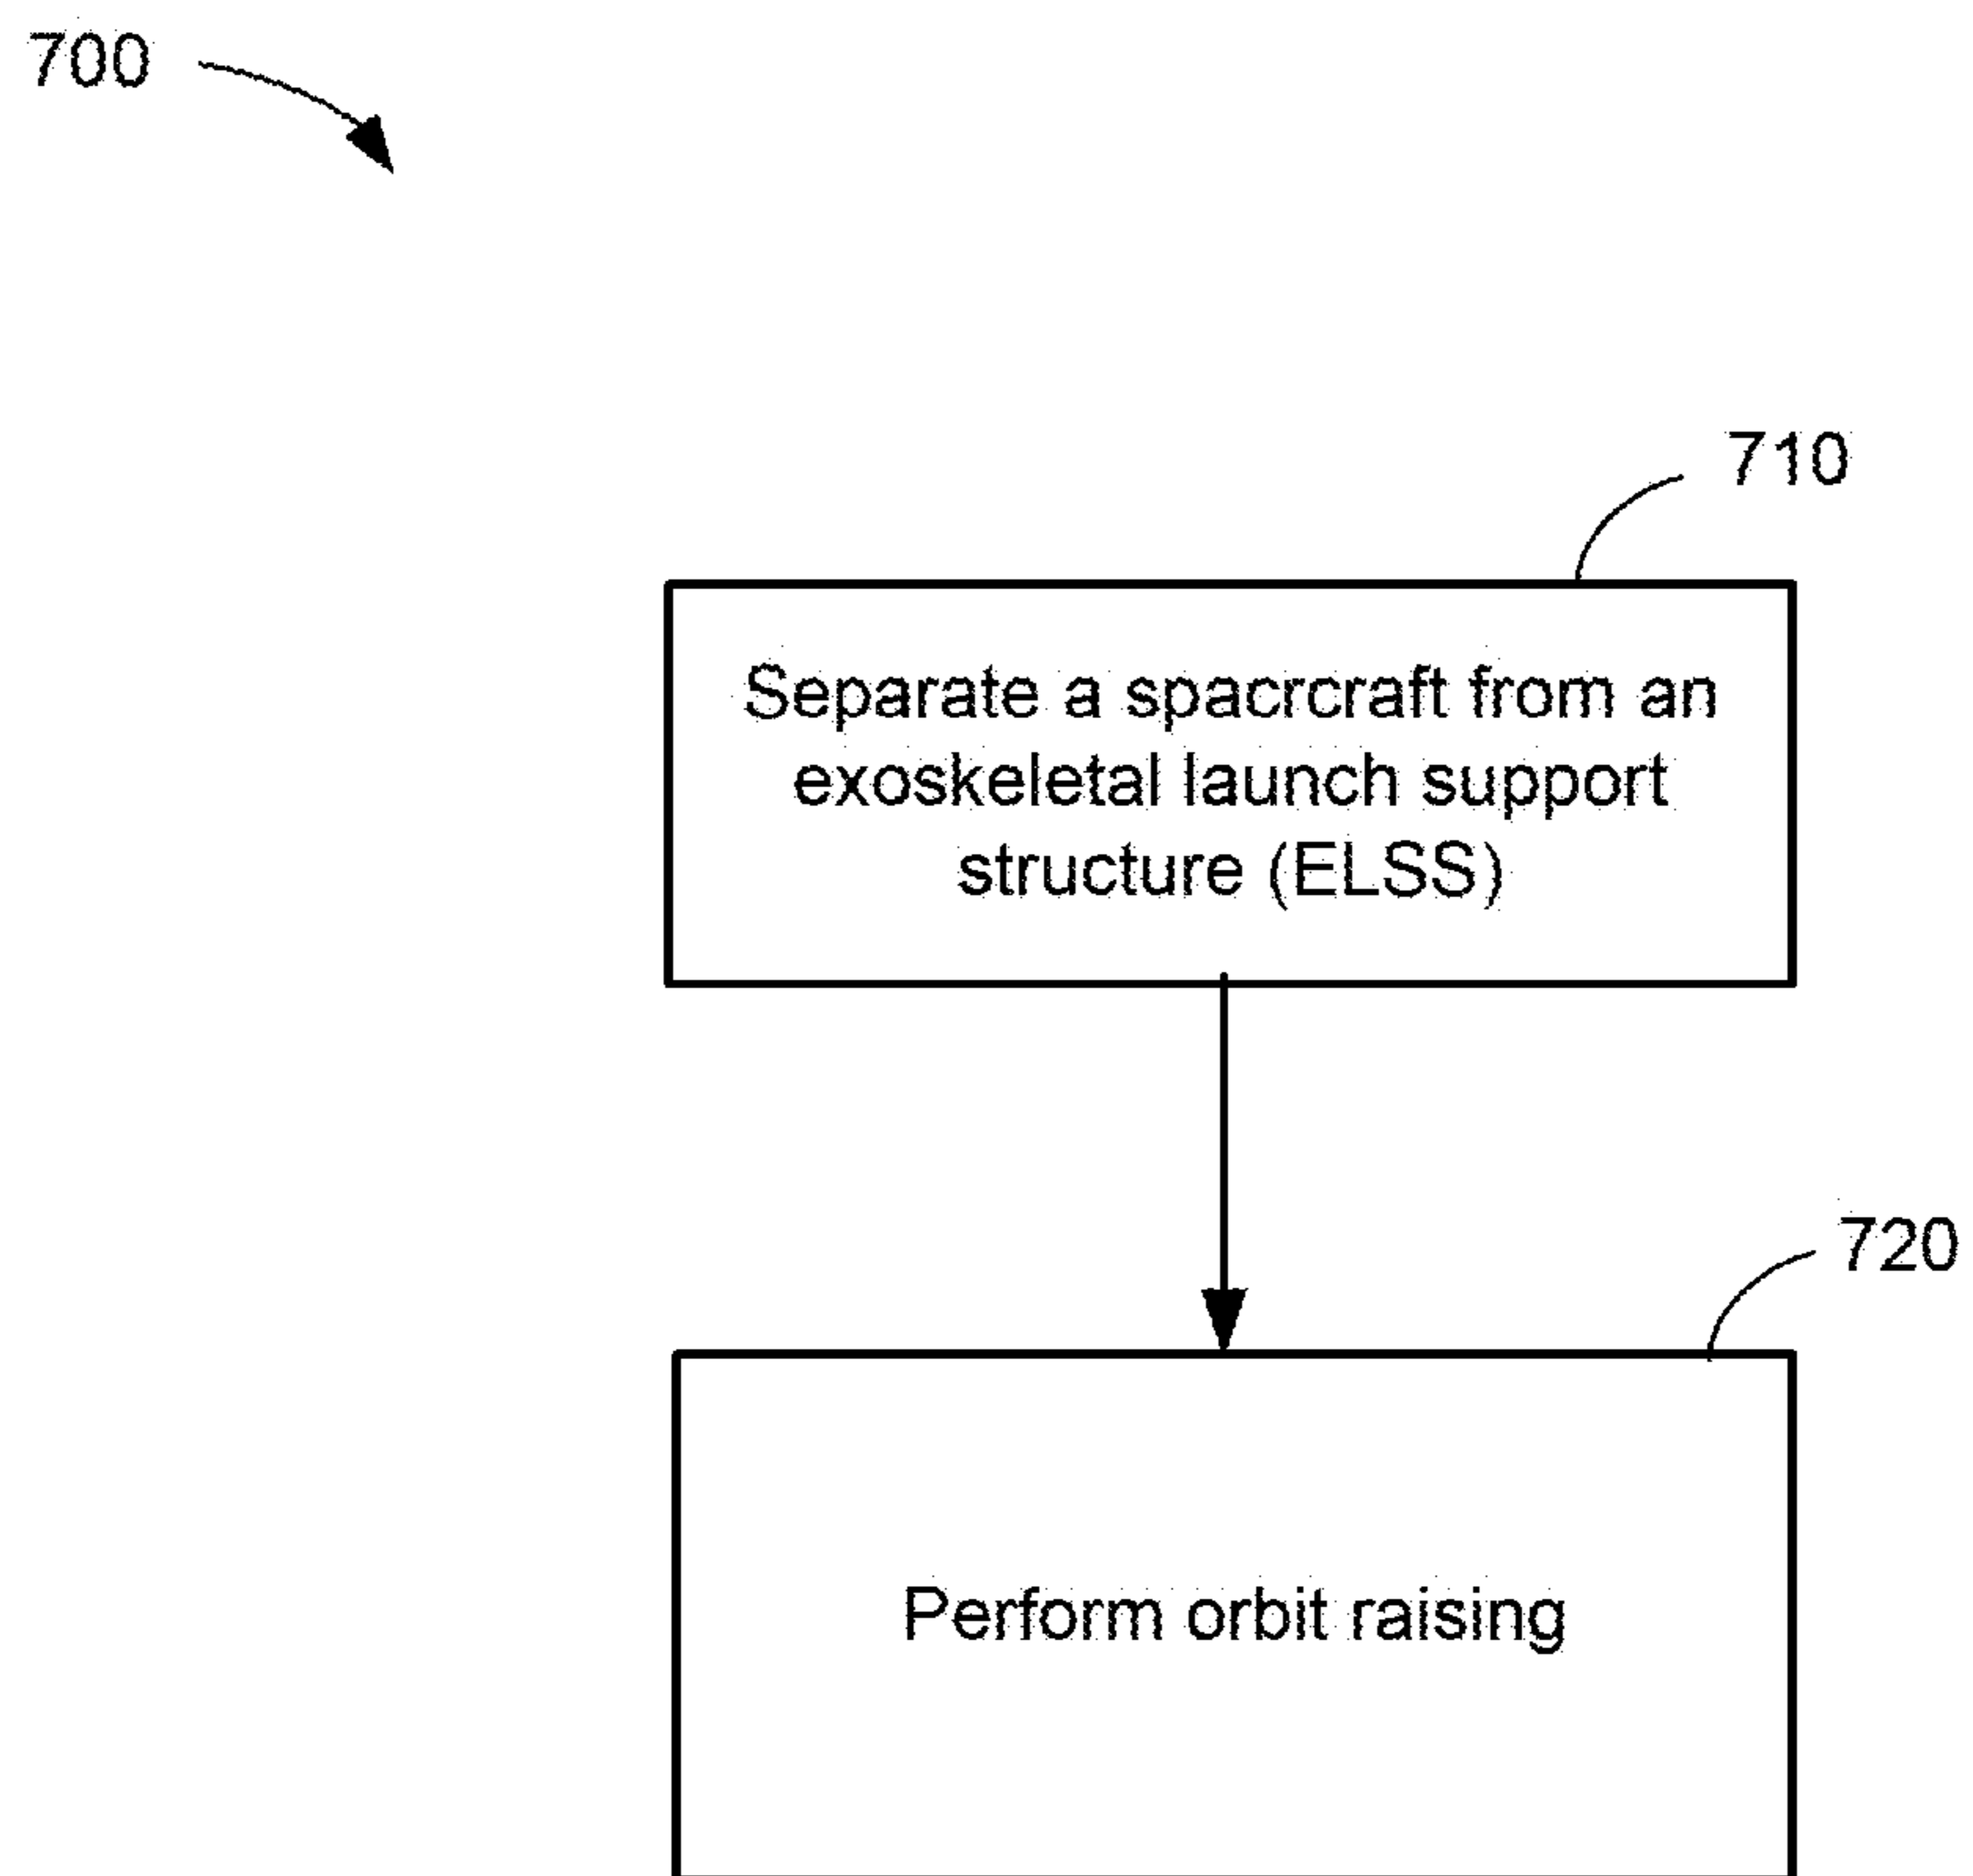 700
710
Separate a spacrcraft from an
exoskeletal launch support
structure (ELSS)
720
Perform orbit raising